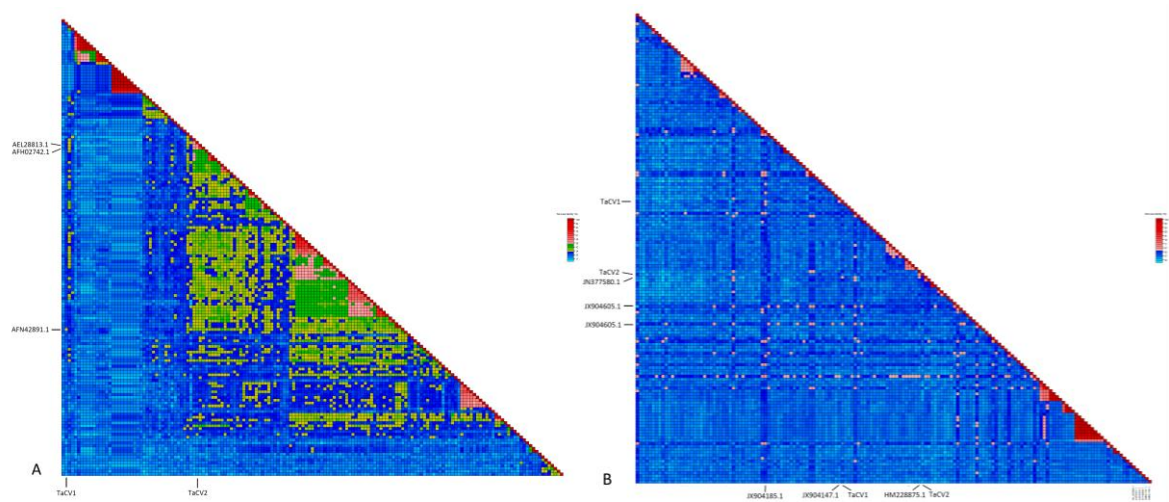 AEL28813.1
AFH02742.1
AFN42891.1
A
TaCV1
TaCV2
TaCV1
TaCV2
JN377580.1
JX904605.1
JX904605.1
B
JX904185.1
JX904147.1
TaCV1
HM228875.1
TaCV2